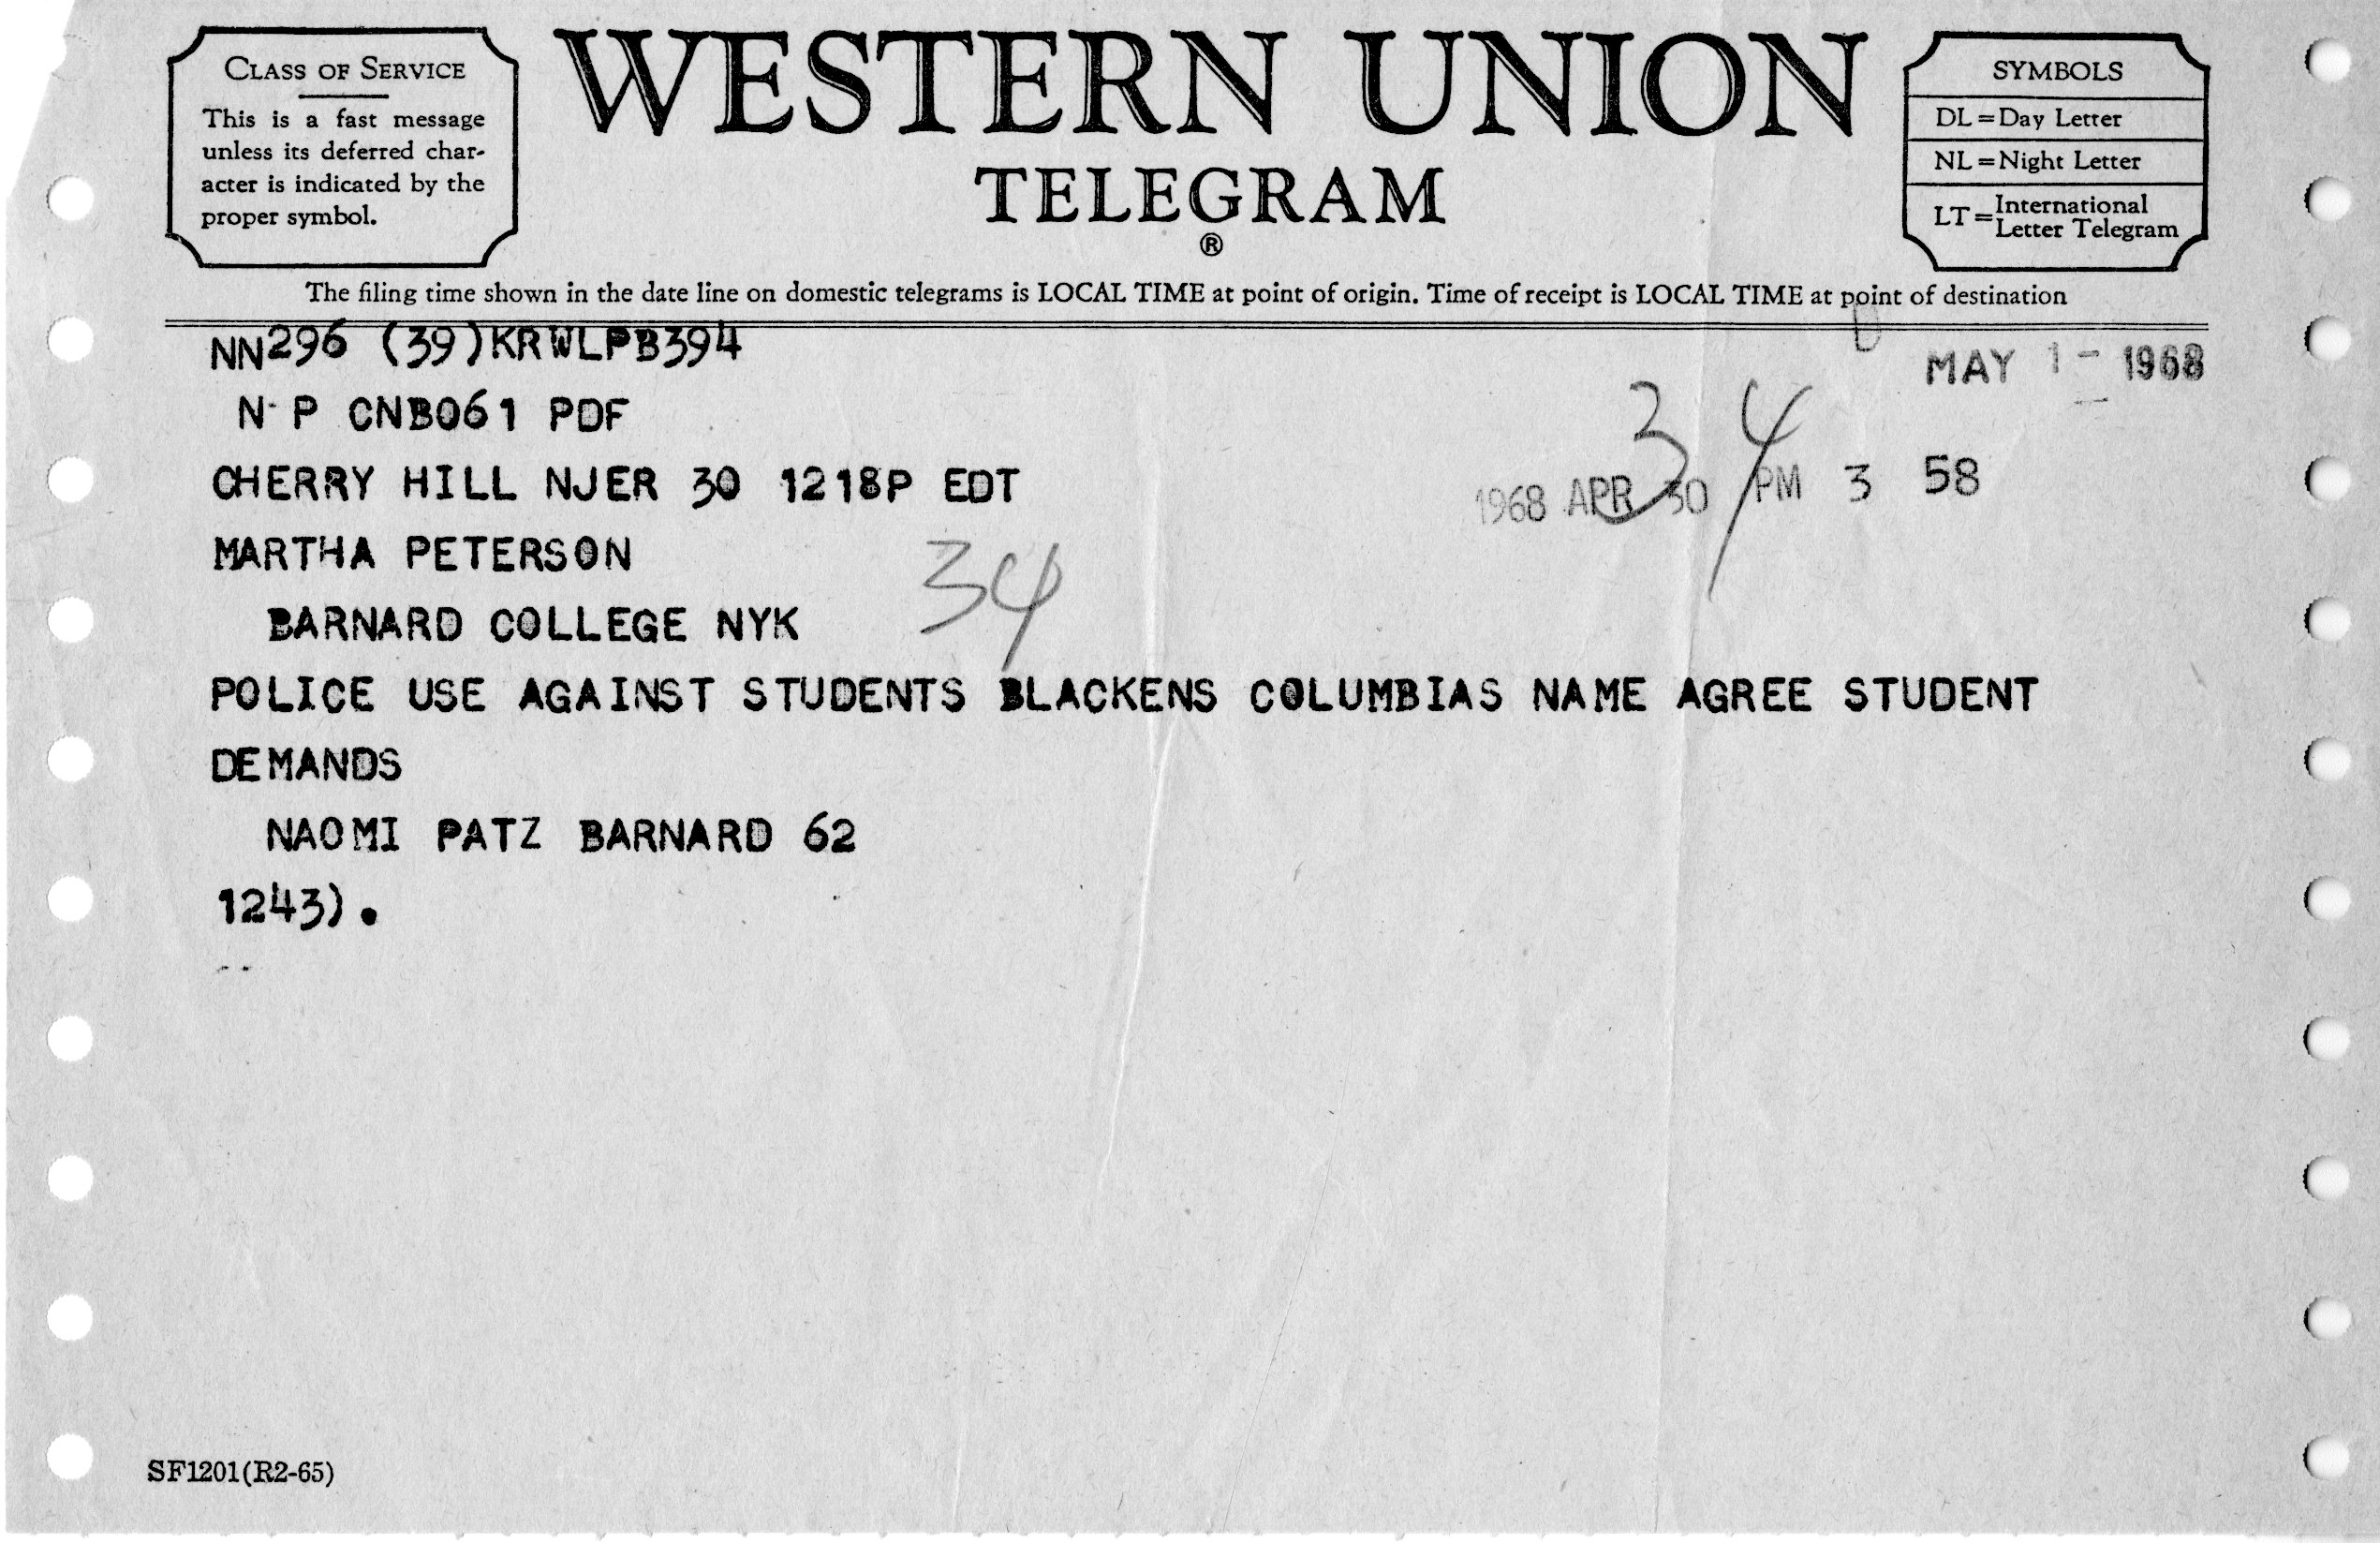 CLASS OF SERVICE
This is a fast message
unless its deferred char-
acter is indicated by the
proper symbol.
WESTERN UNION
TELEGRAM
®
SYMBOLS
DL=Day Letter
NL=Night Letter
LT=International Letter Telegram
The filing time shown in the date line on domestic telegrams is LOCAL TIME at point of origin. Time of receipt is LOCAL TIME at point of destination
NN296 (39)KRWLPB394
MAY 1 - 1968
N P CNB061 PDF
34
CHERRY HILL NJER 30 1218P EDT
1968 APR 30 PM 3 58
MARTHA PETERSON
34
BARNARD COLLEGE NYK
POLICE USE AGAINST STUDENTS BLACKENS COLUMBIAS NAME AGREE STUDENT
DEMANDS
NAOMI PATZ BARNARD 62
1243).
SF1201(R2-65)